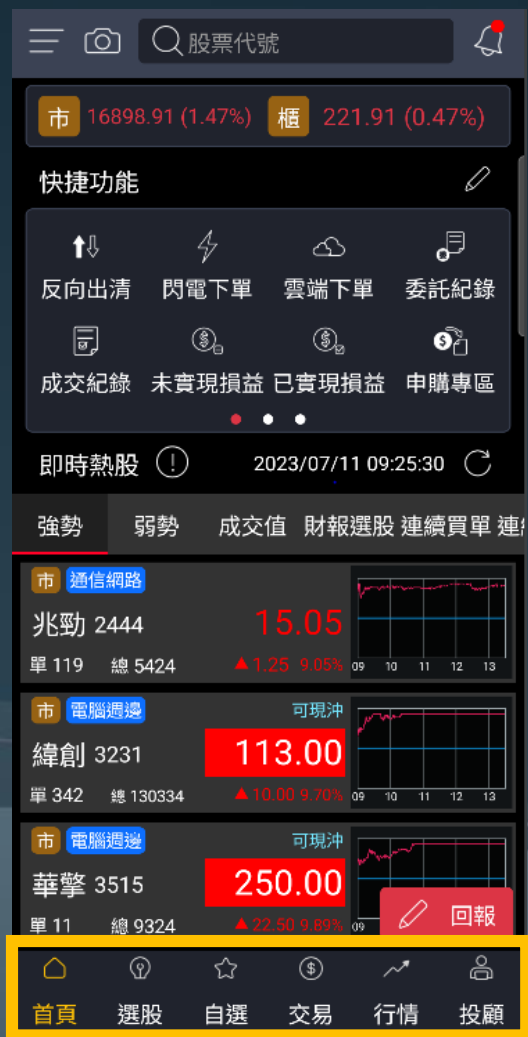 股票代號
市 16898.91 (1.47%) 櫃 221.91 (0.47%)
快捷功能
反向出清 閃電下單 雲端下單 委託紀錄
成交紀錄 未實現損益 已實現損益 申購專區
即時熱股 2023/07/11 09:25:30
強勢 弱勢 成交值 財報選股 連續買單 連
市 通信網路
兆勁 2444 15.05
單 119 總 5424 ▲1.25 9.05% 09 10 11 12 13
市 電腦週邊 可現沖
緯創 3231 113.00
單 342 總 130334 ▲10.00 9.70% 09 10 11 12 13
市 電腦週邊 可現沖
華擎 3515 250.00
單 11 總 9324 ▲22.50 9.89% 09 回報
首頁 選股 自選 交易 行情 投顧